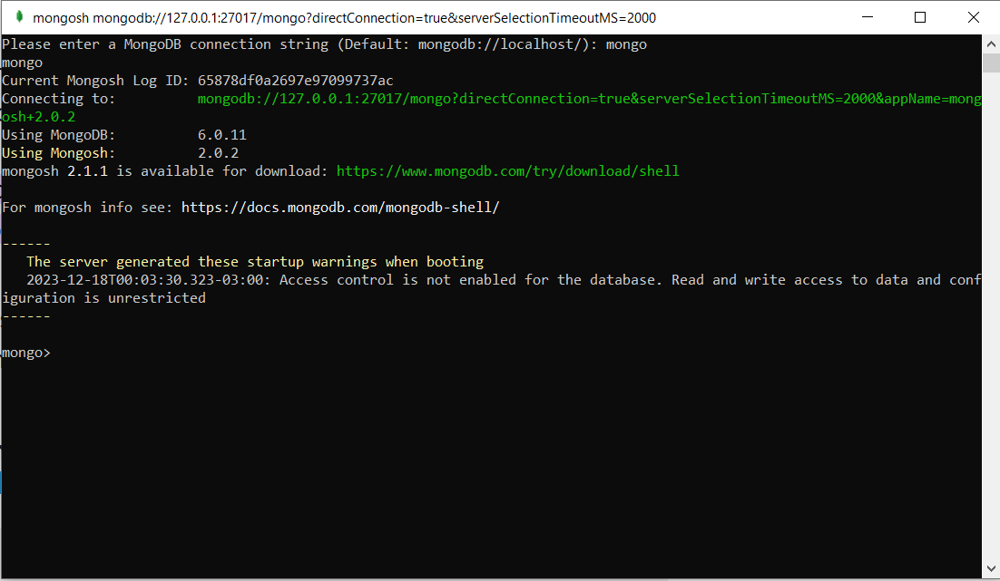 mongosh mongodb://127.0.0.1:27017/mongo?directConnection=true&serverSelectionTimeoutMS=2000
Please enter a MongoDB connection string (Default: mongodb://localhost/): mongo
mongo
Current Mongosh Log ID: 65878df0a2697e97099737ac
Connecting to:          mongodb://127.0.0.1:27017/mongo?directConnection=true&serverSelectionTimeoutMS=2000&appName=mong
osh+2.0.2
Using MongoDB:          6.0.11
Using Mongosh:          2.0.2
mongosh 2.1.1 is available for download: https://www.mongodb.com/try/download/shell
For mongosh info see: https://docs.mongodb.com/mongodb-shell/
------
   The server generated these startup warnings when booting
   2023-12-18T00:03:30.323-03:00: Access control is not enabled for the database. Read and write access to data and conf
iguration is unrestricted
------
mongo>